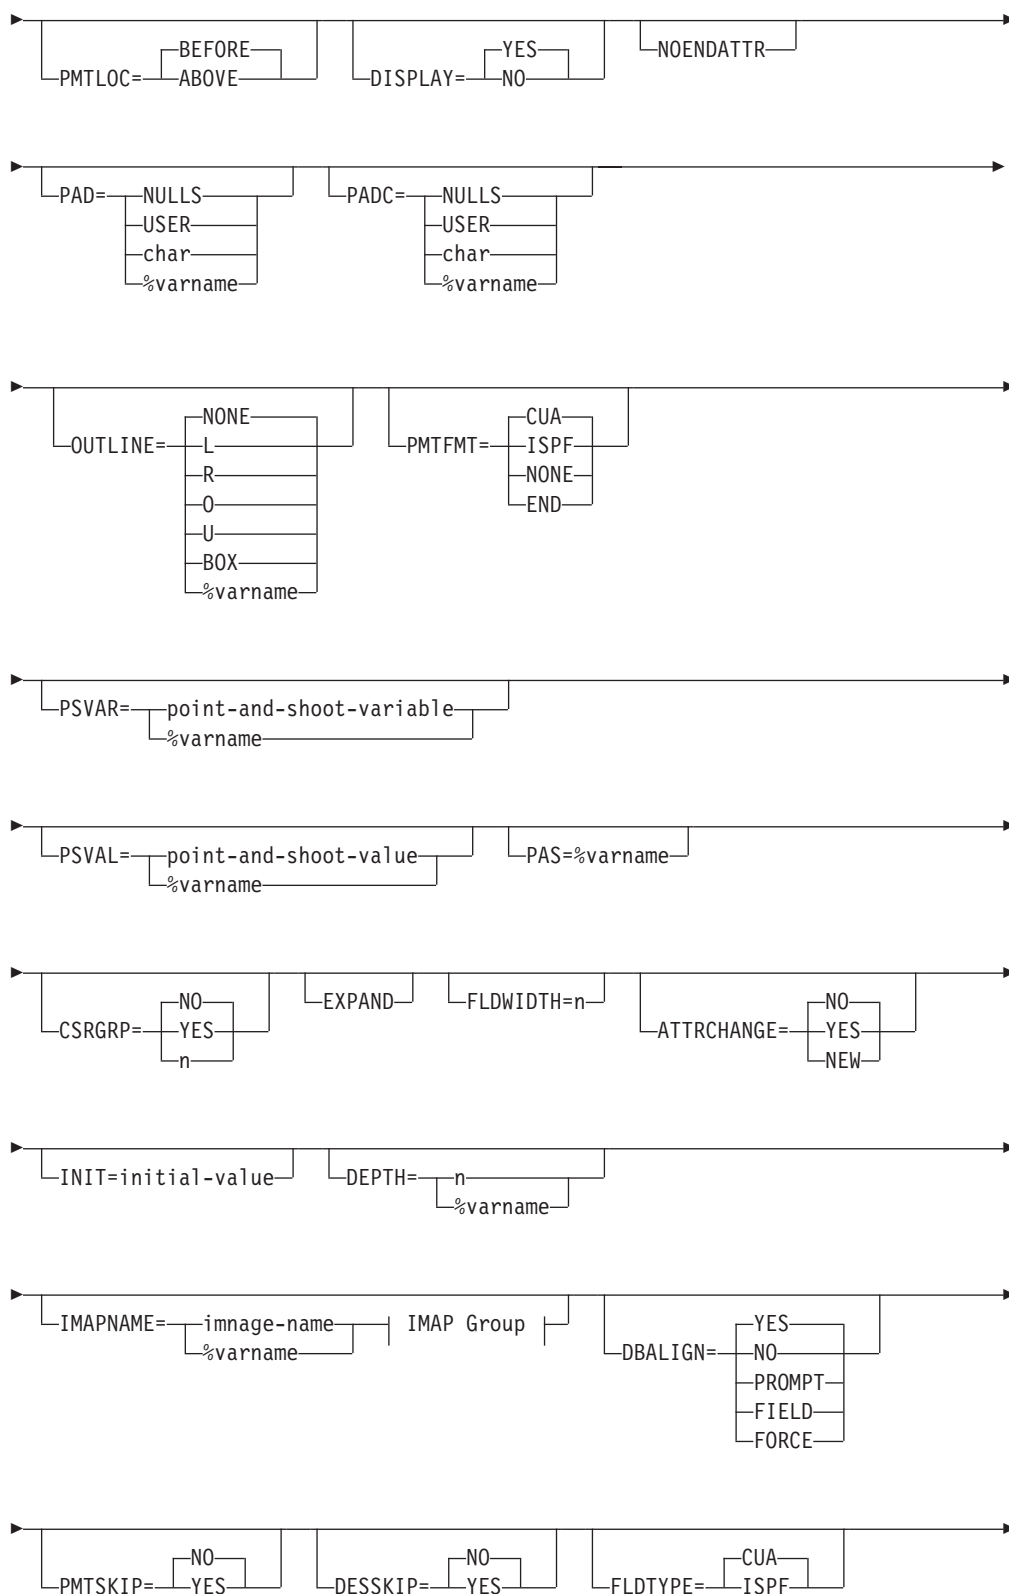 BEFORE YES NOENDATTR
PMTLOC= ABOVE DISPLAY= NO
PAD= NULLS PADC= NULLS
USER USER
char char
%varname %varname
NONE CUA
OUTLINE= L PMTFMT= ISPF
R NONE
O END
U
BOX
%varname
PSVAR= point-and-shoot-variable
%varname
PSVAL= point-and-shoot-value PAS=%varname
%varname
NO EXPAND FLDWIDTH=n NO
CSRGRP= YES ATTRCHANGE= YES
n NEW
INIT=initial-value DEPTH= n
%varname
IMAPNAME= imnage-name IMAP Group YES
%varname DBALIGN= NO
PROMPT
FIELD
FORCE
NO NO CUA
PMTSKIP= YES DESSKIP= YES FLDTYPE= ISPF